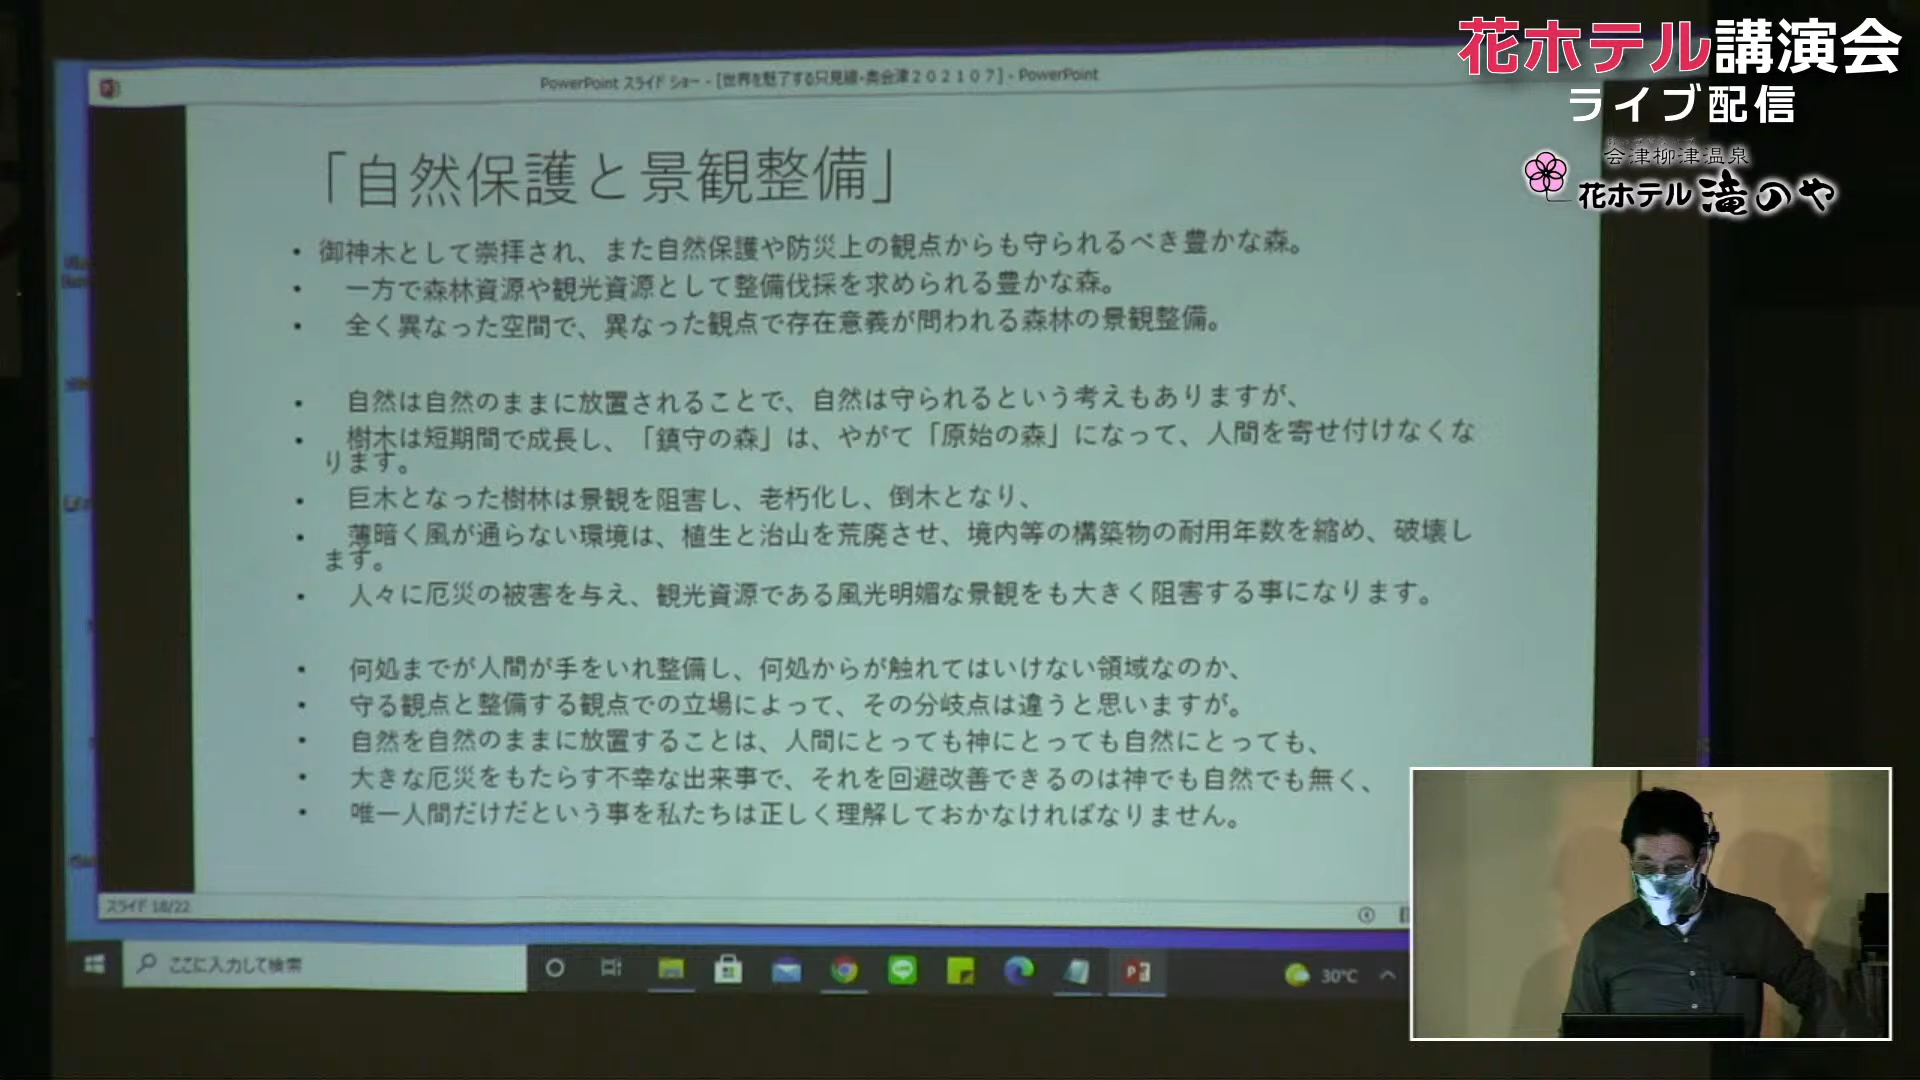 花ホテル講演会
ライブ配信
会津柳津温泉
花ホテル 滝のや
PowerPoint スライド ショー - [世界を魅了する只見線・奥会津202107] - PowerPoint
「自然保護と景観整備」
• 御神木として崇拝され、また自然保護や防災上の観点からも守られるべき豊かな森。
• 一方で森林資源や観光資源として整備伐採を求められる豊かな森。
• 全く異なった空間で、異なった観点で存在意義が問われる森林の景観整備。
• 自然は自然のままに放置されることで、自然は守られるという考えもありますが、
• 樹木は短期間で成長し、「鎮守の森」は、やがて「原始の森」になって、人間を寄せ付けなくな
ります。
• 巨木となった樹林は景観を阻害し、老朽化し、倒木となり、
• 薄暗く風が通らない環境は、植生と治山を荒廃させ、境内等の構築物の耐用年数を縮め、破壊し
ます。
• 人々に厄災の被害を与え、観光資源である風光明媚な景観をも大きく阻害する事になります。
• 何処までが人間が手をいれ整備し、何処からが触れてはいけない領域なのか、
• 守る観点と整備する観点での立場によって、その分岐点は違うと思いますが。
• 自然を自然のままに放置することは、人間にとっても神にとっても自然にとっても、
• 大きな厄災をもたらす不幸な出来事で、それを回避改善できるのは神でも自然でも無く、
• 唯一人間だけだという事を私たちは正しく理解しておかなければなりません。
スライド 18/22
ここに入力して検索
30°C